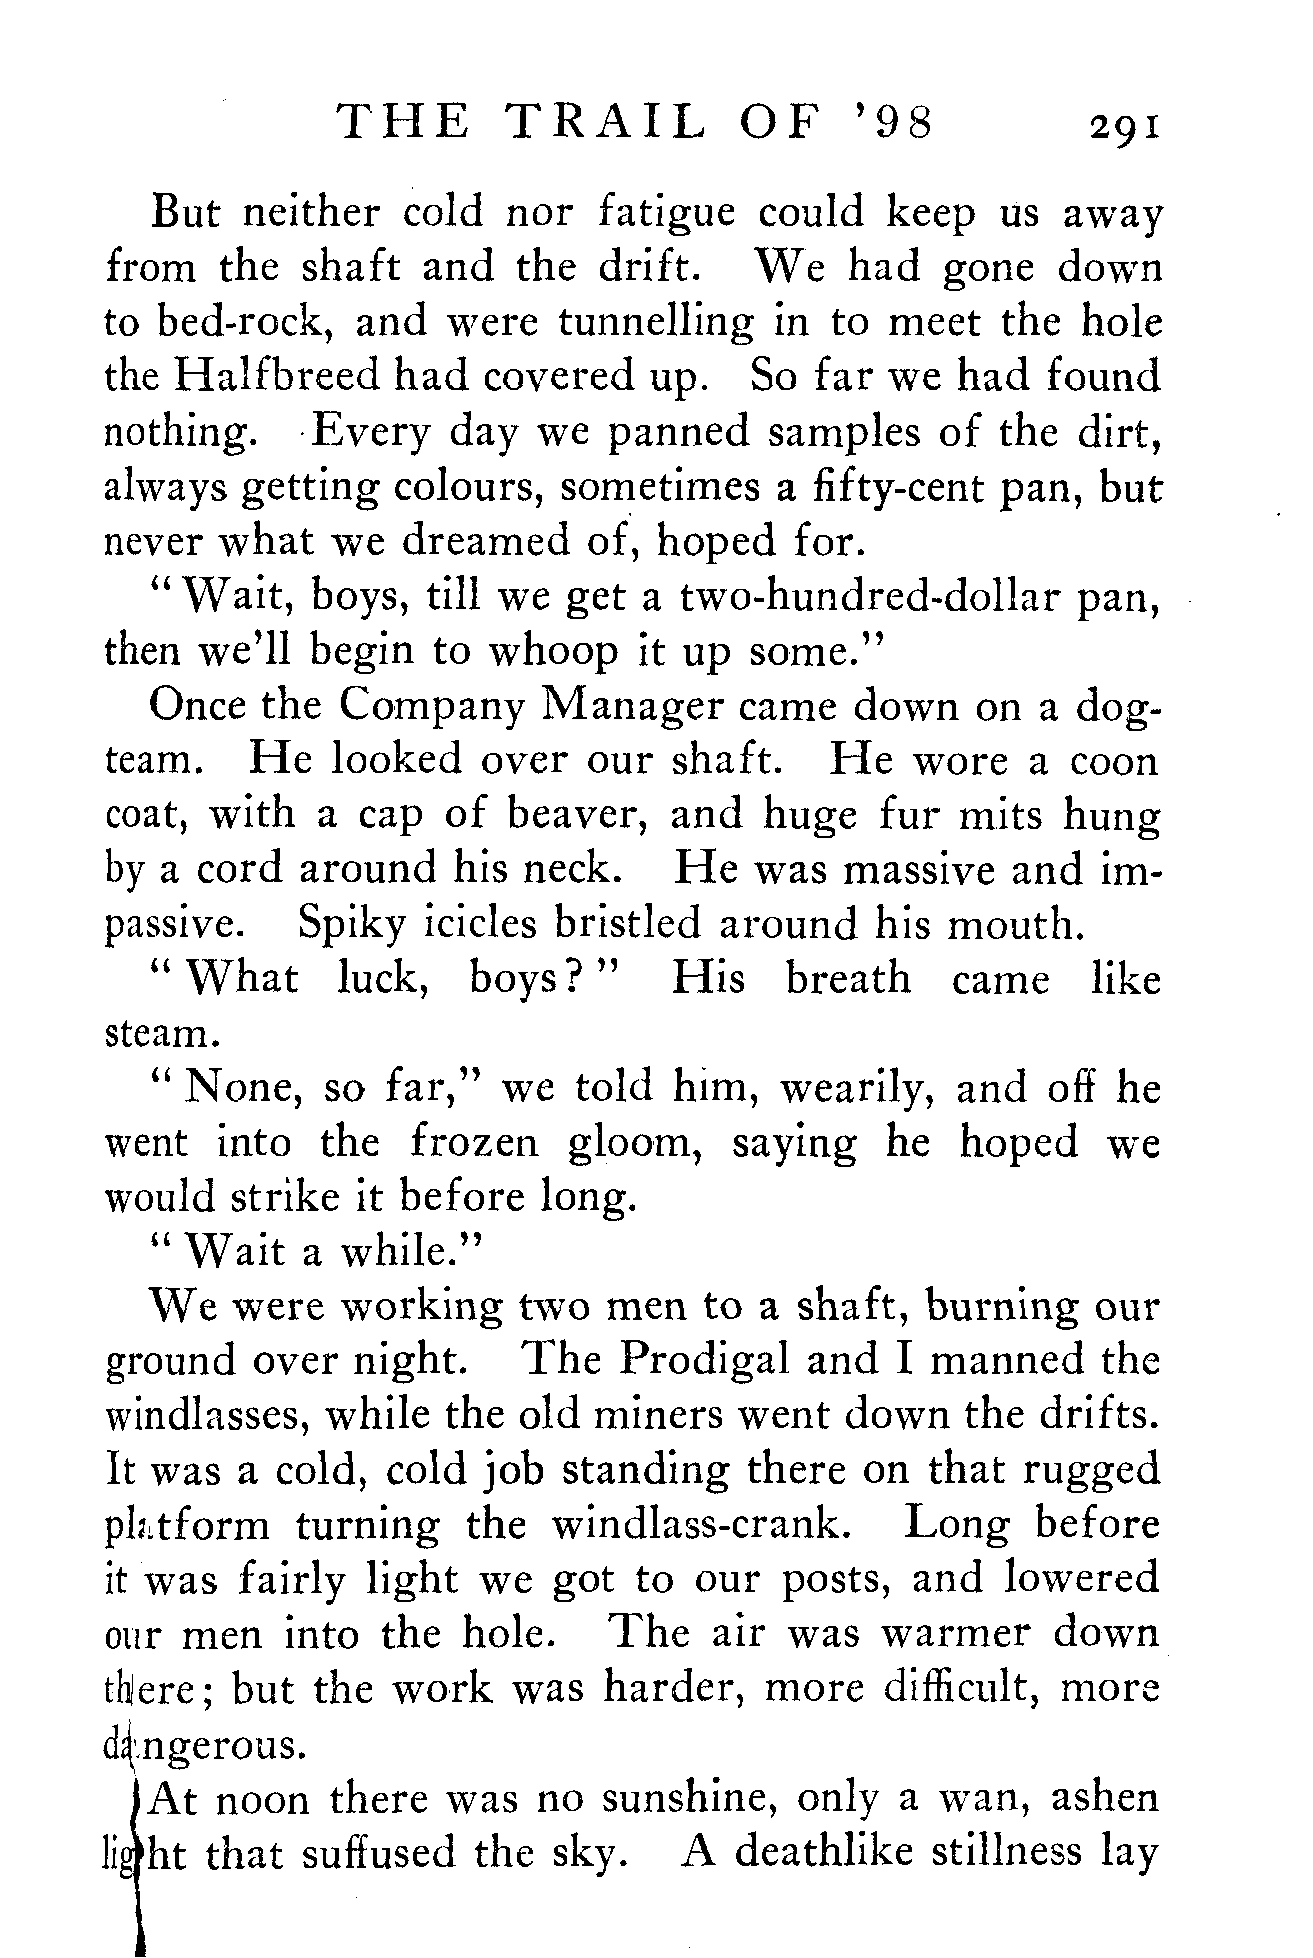 THE TRAIL OF '98 291
But neither cold nor fatigue could keep us away
from the shaft and the drift. We had gone down
to bed-rock, and were tunnelling in to meet the hole
the Halfbreed had covered up. So far we had found
nothing. Every day we panned samples of the dirt,
always getting colours, sometimes a fifty-cent pan, but
never what we dreamed of, hoped for.
"Wait, boys, till we get a two-hundred-dollar pan,
then we'll begin to whoop it up some."
Once the Company Manager came down on a dog-
team. He looked over our shaft. He wore a coon
coat, with a cap of beaver, and huge fur mits hung
by a cord around his neck. He was massive and im-
passive. Spiky icicles bristled around his mouth.
"What luck, boys?" His breath came like
steam.
"None, so far," we told him, wearily, and off he
went into the frozen gloom, saying he hoped we
would strike it before long.
"Wait a while."
We were working two men to a shaft, burning our
ground over night. The Prodigal and I manned the
windlasses, while the old miners went down the drifts.
It was a cold, cold job standing there on that rugged
platform turning the windlass-crank. Long before
it was fairly light we got to our posts, and lowered
our men into the hole. The air was warmer down
there; but the work was harder, more difficult, more
dangerous.
At noon there was no sunshine, only a wan, ashen
light that suffused the sky. A deathlike stillness lay